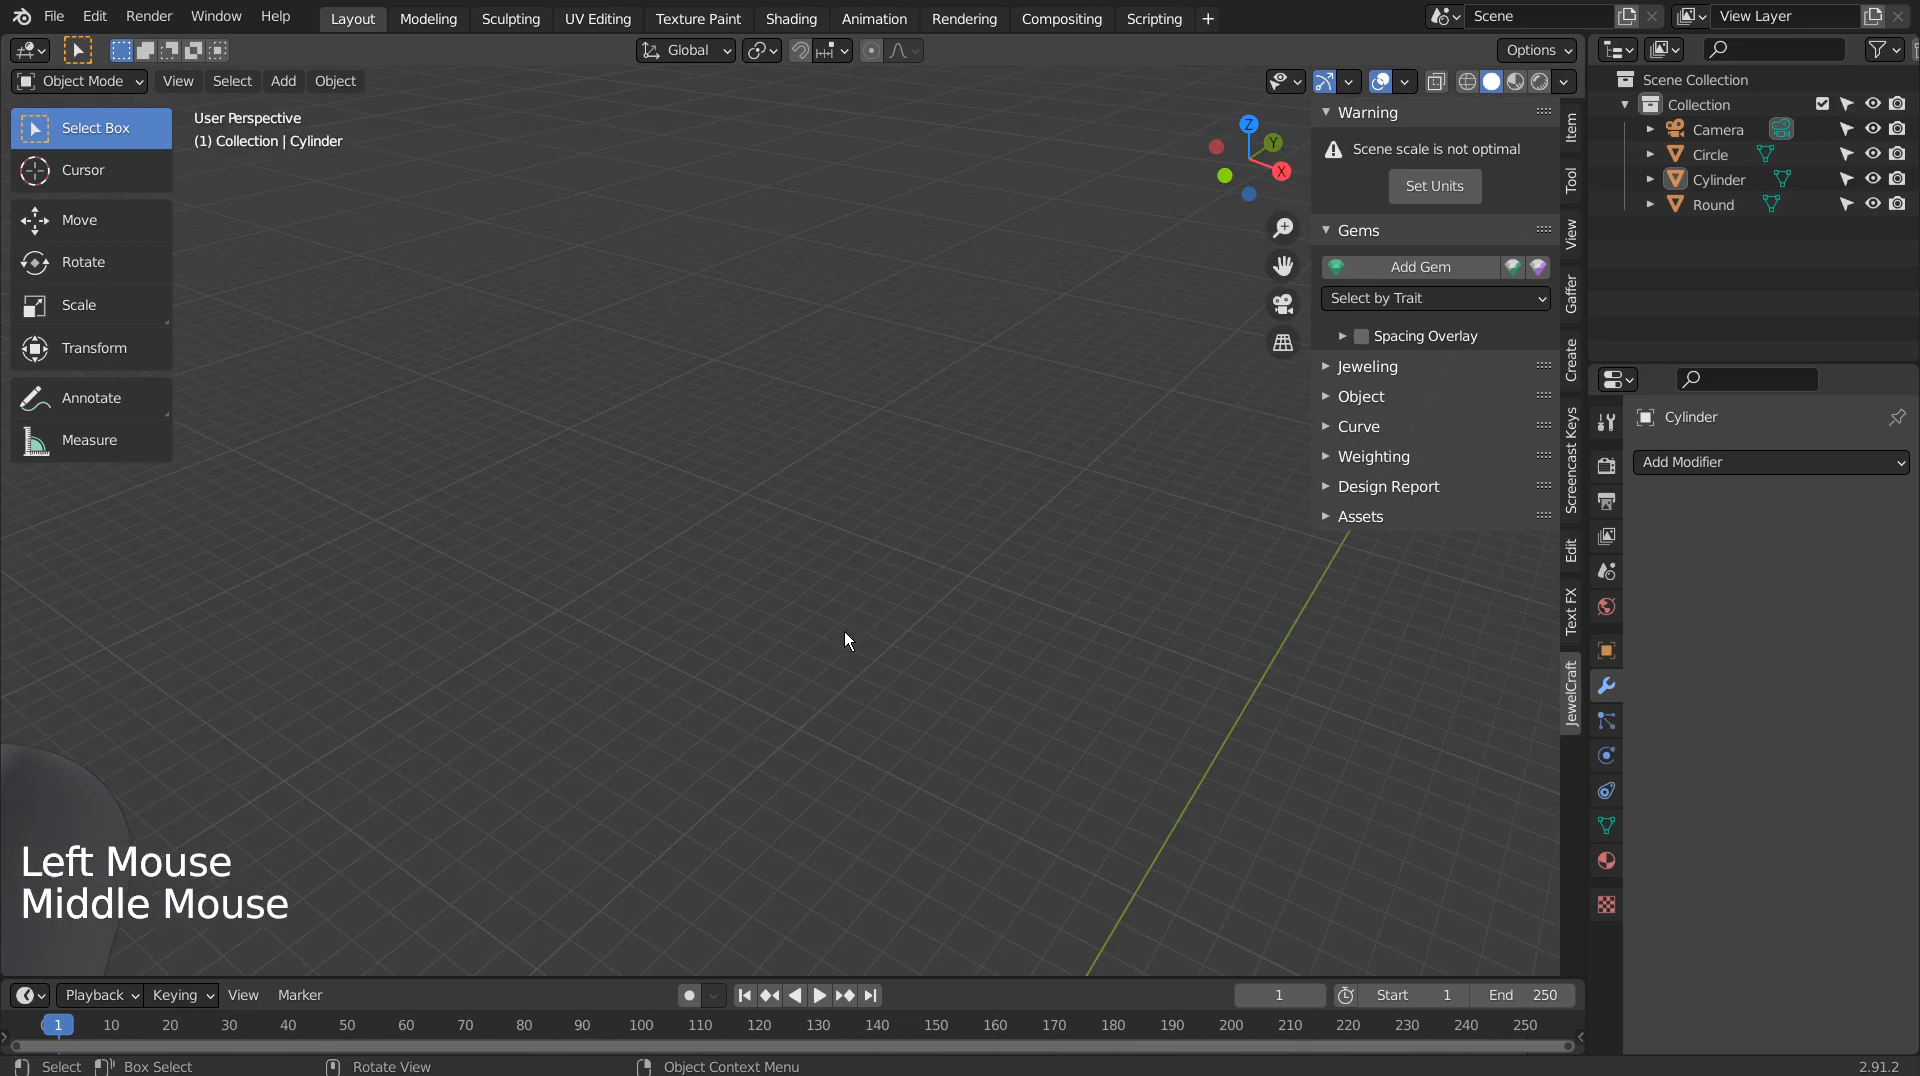 File Edit Render Window Help Layout Modeling Sculpting UV Editing Texture Paint Shading Animation Rendering Compositing Scripting + Scene View Layer
Global Options
Object Mode View Select Add Object
Select Box
Cursor
Move
Rotate
Scale
Transform
Annotate
Measure
User Perspective
(1) Collection | Cylinder
Z
Y
X
Warning
Scene scale is not optimal
Set Units
Gems
Add Gem
Select by Trait
Spacing Overlay
Jeweling
Object
Curve
Weighting
Design Report
Assets
Item
Tool
View
Gaffer
Create
Screencast Keys
Edit
Text FX
JewelCraft
Scene Collection
Collection
Camera
Circle
Cylinder
Round
Cylinder
Add Modifier
Left Mouse
Middle Mouse
Playback Keying View Marker 1 Start 1 End 250
1 10 20 30 40 50 60 70 80 90 100 110 120 130 140 150 160 170 180 190 200 210 220 230 240 250
Select Box Select Rotate View Object Context Menu 2.91.2